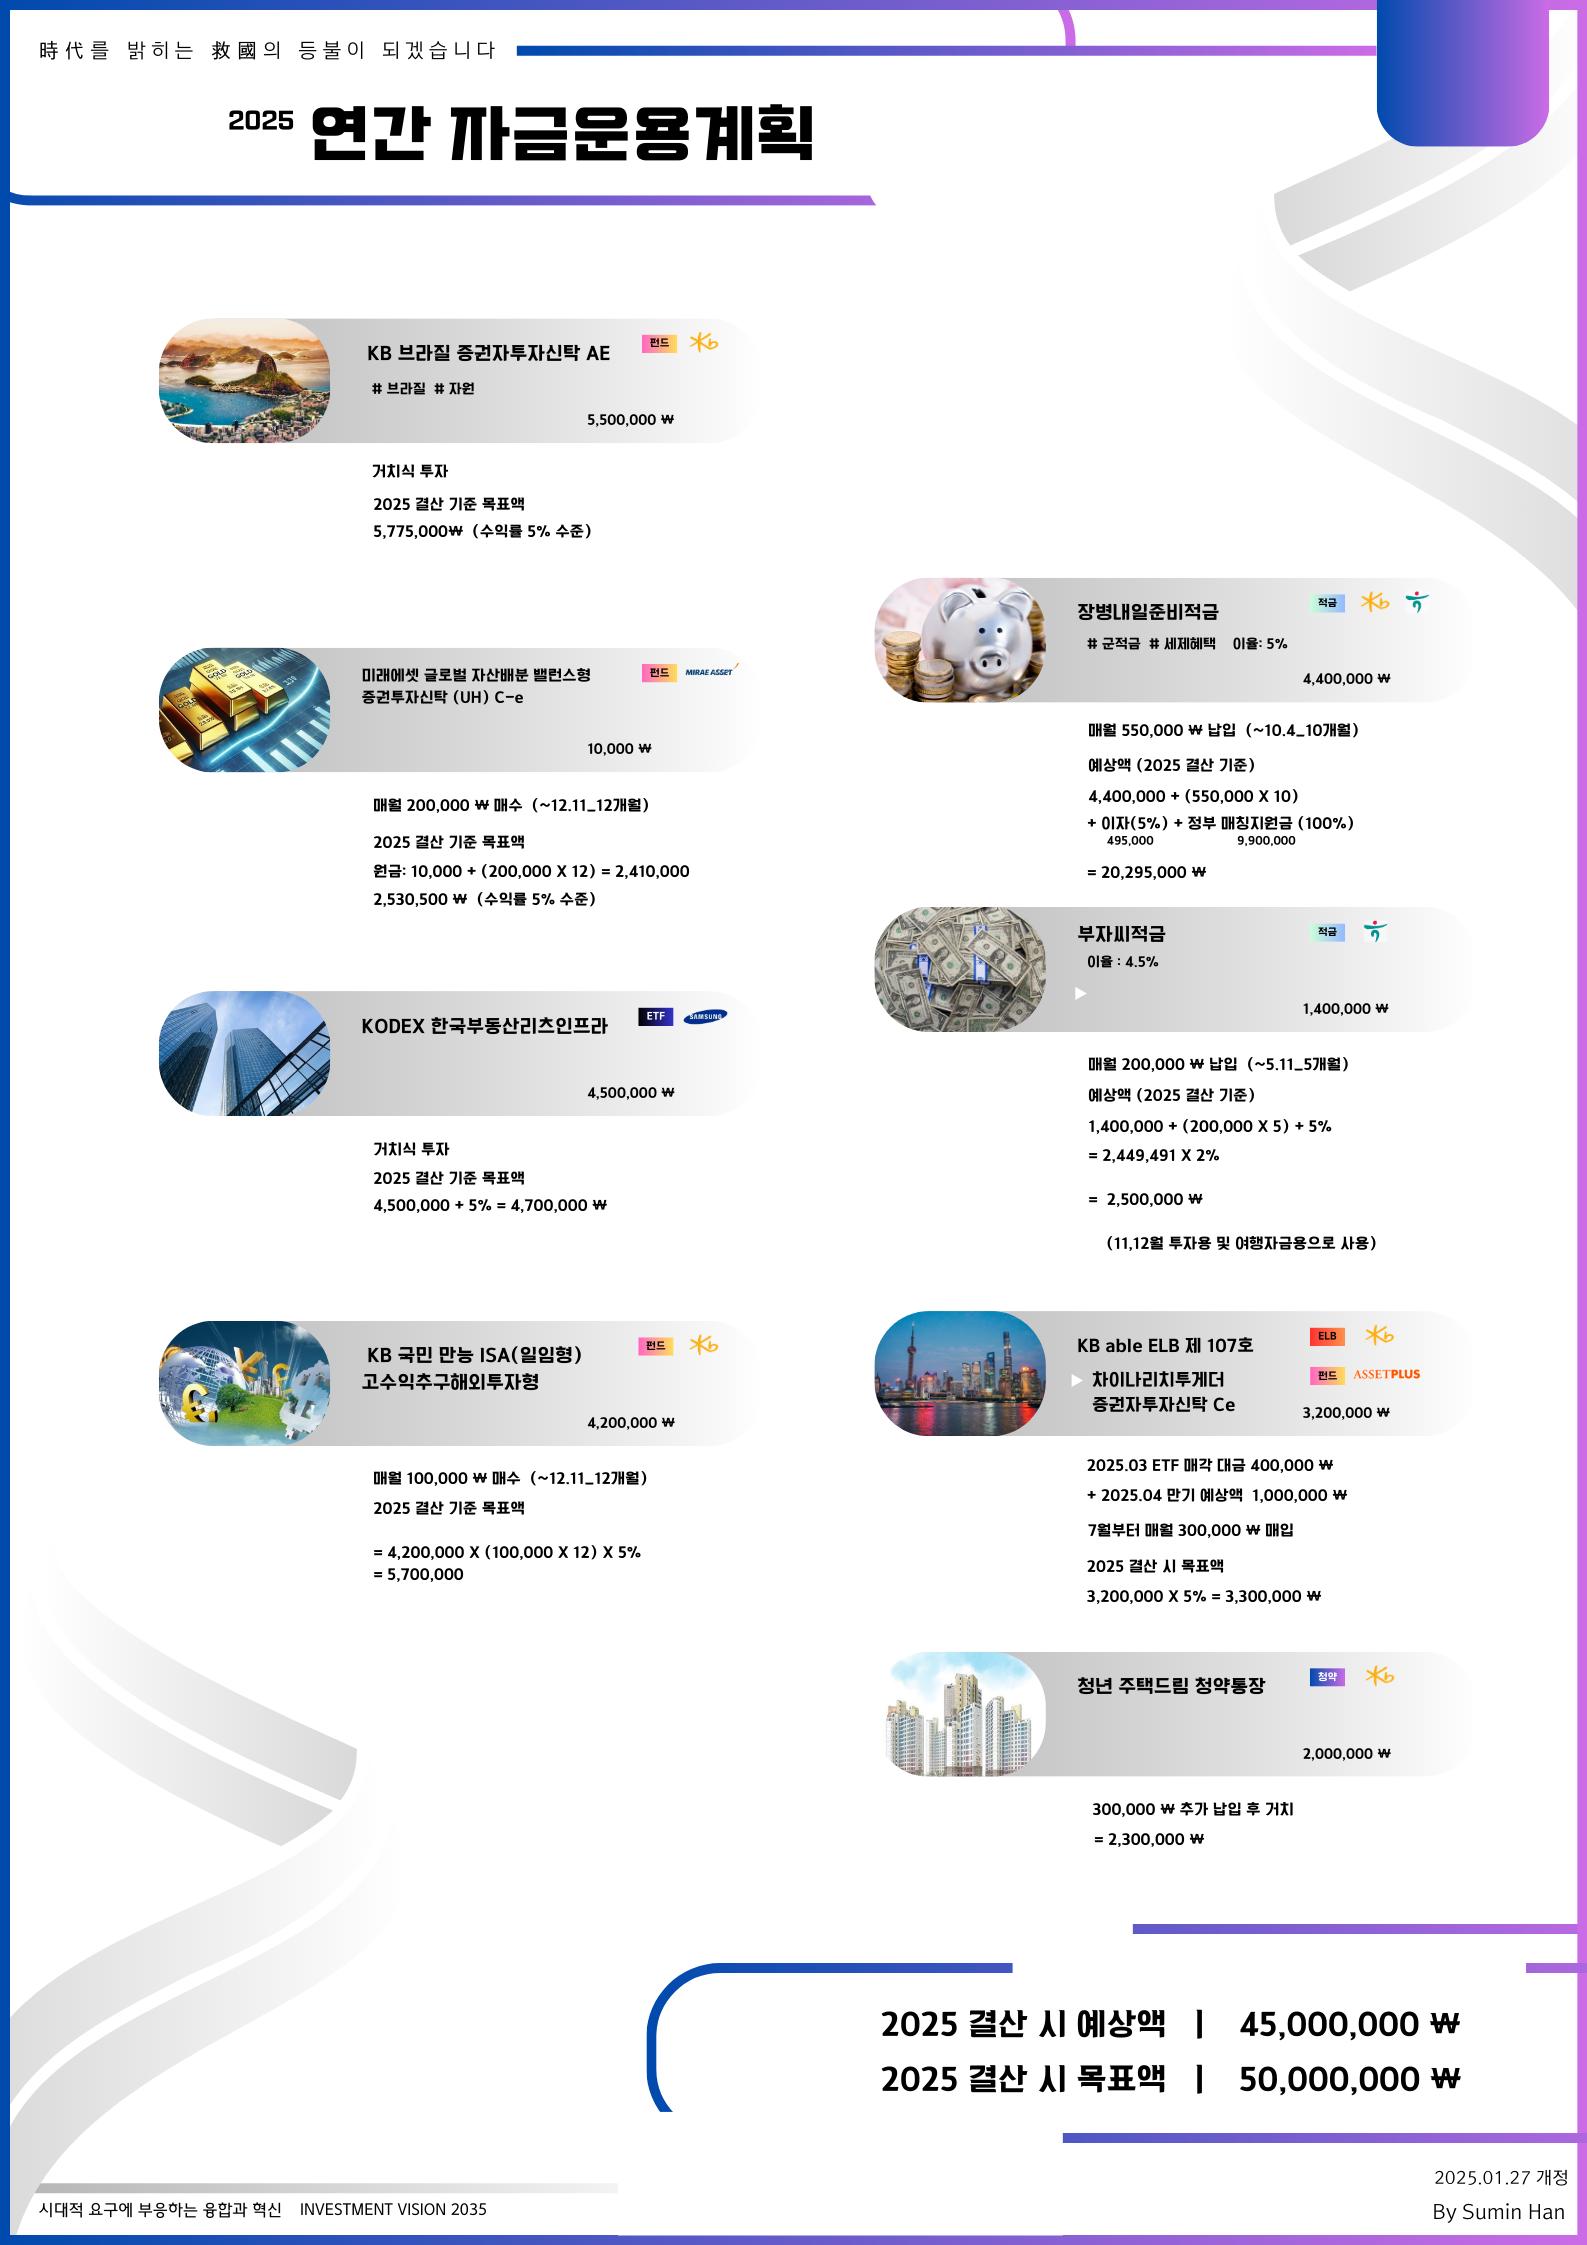 時代를 밝히는 救國의 등불이 되겠습니다
2025 연간 자금운용계획
KB 브라질 증권자투자신탁 AE
펀드
# 브라질 # 자원
5,500,000 ₩
거치식 투자
2025 결산 기준 목표액
5,775,000₩ (수익률 5% 수준)
미래에셋 글로벌 자산배분 밸런스형
증권투자신탁 (UH) C-e
펀드 MIRAE ASSET
10,000 ₩
매월 200,000 ₩ 매수 (~12.11_12개월)
2025 결산 기준 목표액
원금: 10,000 + (200,000 X 12) = 2,410,000
2,530,500 ₩ (수익률 5% 수준)
KODEX 한국부동산리츠인프라
ETF SAMSUNG
4,500,000 ₩
거치식 투자
2025 결산 기준 목표액
4,500,000 + 5% = 4,700,000 ₩
KB 국민 만능 ISA(일임형)
고수익추구해외투자형
펀드
4,200,000 ₩
매월 100,000 ₩ 매수 (~12.11_12개월)
2025 결산 기준 목표액
= 4,200,000 X (100,000 X 12) X 5%
= 5,700,000
장병내일준비적금
적금
# 군적금 # 세제혜택 이율: 5%
4,400,000 ₩
매월 550,000 ₩ 납입 (~10.4_10개월)
예상액 (2025 결산 기준)
4,400,000 + (550,000 X 10)
+ 이자(5%) + 정부 매칭지원금 (100%)
495,000 9,900,000
= 20,295,000 ₩
부자씨적금
적금
이율 : 4.5%
1,400,000 ₩
매월 200,000 ₩ 납입 (~5.11_5개월)
예상액 (2025 결산 기준)
1,400,000 + (200,000 X 5) + 5%
= 2,449,491 X 2%
= 2,500,000 ₩
(11,12월 투자용 및 여행자금용으로 사용)
KB able ELB 제 107호
ELB
차이나리치투게더
증권자투자신탁 Ce
펀드 ASSETPLUS
3,200,000 ₩
2025.03 ETF 매각 대금 400,000 ₩
+ 2025.04 만기 예상액 1,000,000 ₩
7월부터 매월 300,000 ₩ 매입
2025 결산 시 목표액
3,200,000 X 5% = 3,300,000 ₩
청년 주택드림 청약통장
청약
2,000,000 ₩
300,000 ₩ 추가 납입 후 거치
= 2,300,000 ₩
2025 결산 시 예상액 | 45,000,000 ₩
2025 결산 시 목표액 | 50,000,000 ₩
2025.01.27 개정
시대적 요구에 부응하는 융합과 혁신 INVESTMENT VISION 2035
By Sumin Han